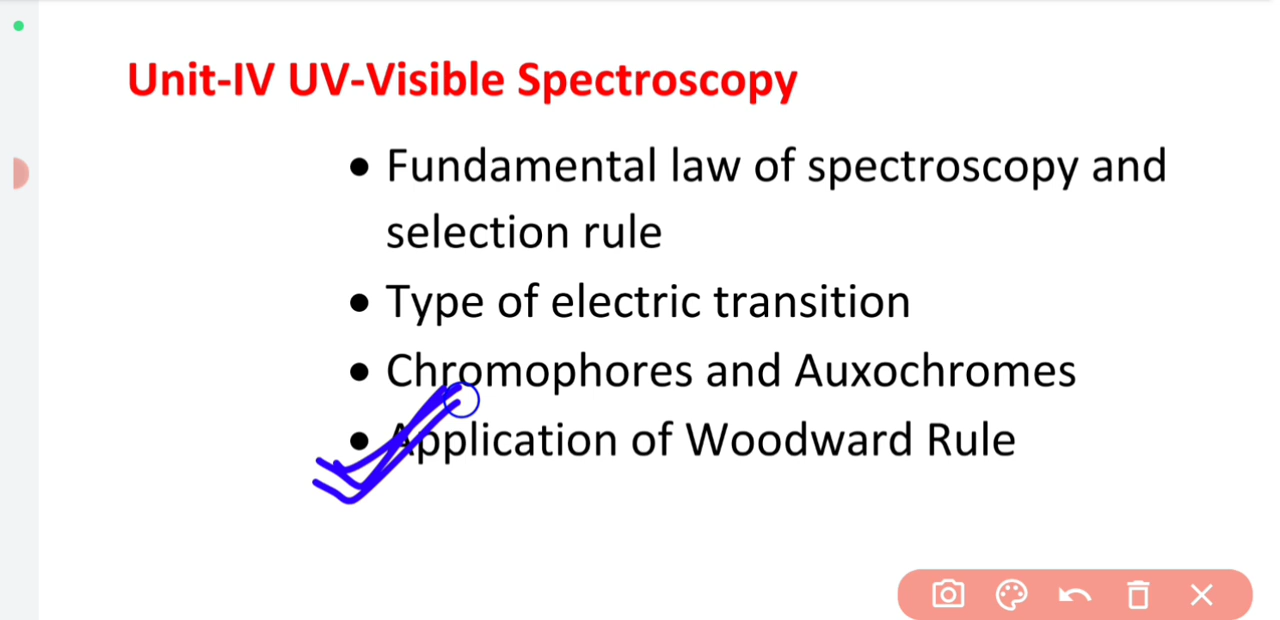 Unit-IV UV-Visible Spectroscopy
• Fundamental law of spectroscopy and
selection rule
• Type of electric transition
• Chromophores and Auxochromes
• Application of Woodward Rule